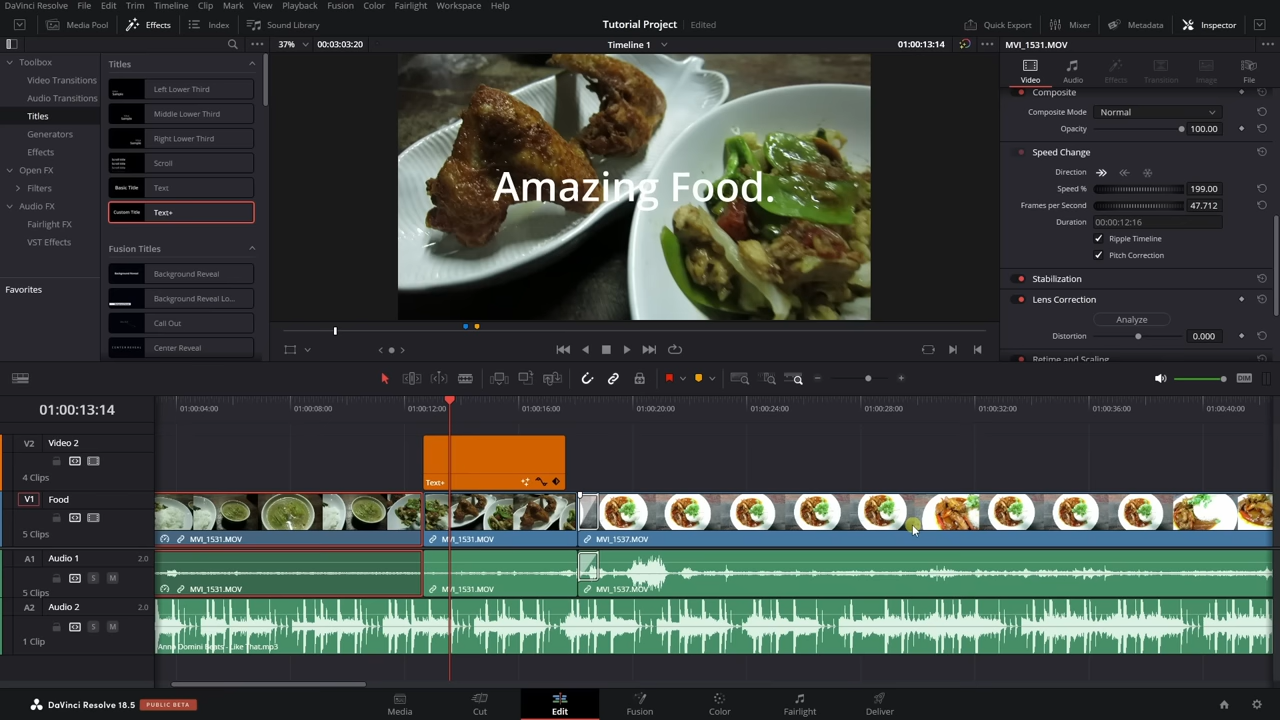 DaVinci Resolve File Edit Trim Timeline Clip Mark View Playback Fusion Color Fairlight Workspace Help
Media Pool Effects Index Sound Library Tutorial Project Edited Quick Export Mixer Metadata Inspector
37% 00:03:03:20 Timeline 1 01:00:13:14 MVI_1531.MOV
Toolbox
Video Transitions
Audio Transitions
Titles
Generators
Effects
Open FX
Filters
Audio FX
Fairlight FX
VST Effects
Favorites
Titles
Left Lower Third
Middle Lower Third
Right Lower Third
Scroll
Basic Title Text
Custom Title Text+
Fusion Titles
Background Reveal
Background Reveal Lo...
Call Out
Center Reveal
Amazing Food.
Video Audio Effects Transition Image File
Composite
Composite Mode Normal
Opacity 100.00
Speed Change
Direction
Speed % 199.00
Frames per Second 47.712
Duration 00:00:12:16
Ripple Timeline
Pitch Correction
Stabilization
Lens Correction
Analyze
Distortion 0.000
Retime and Scaling
DIM
01:00:13:14
01:00:04:00 01:00:08:00 01:00:12:00 01:00:16:00 01:00:20:00 01:00:24:00 01:00:28:00 01:00:32:00 01:00:36:00 01:00:40:00
V2 Video 2
4 Clips
Text+
V1 Food
5 Clips
MVI_1531.MOV MVI_1531.MOV MVI_1537.MOV
A1 Audio 1 2.0
S M
5 Clips
MVI_1531.MOV MVI_1531.MOV MVI_1537.MOV
A2 Audio 2 2.0
S M
1 Clip
Anno Domini Beats - Like That.mp3
DaVinci Resolve 18.5 PUBLIC BETA
Media Cut Edit Fusion Color Fairlight Deliver